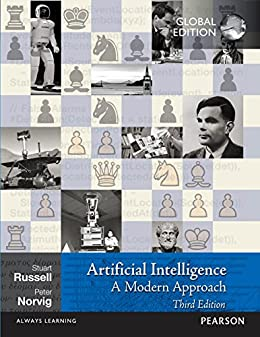 GLOBAL
EDITION
Stuart
Russell
Peter
Norvig
Artificial Intelligence
A Modern Approach
Third Edition
ALWAYS LEARNING
PEARSON